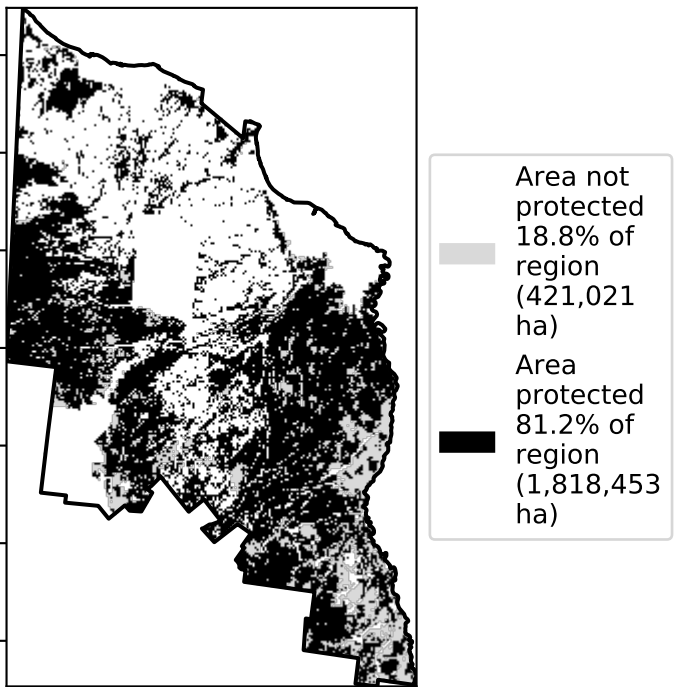 Area not
protected
18.8% of
region
(421,021
ha)
Area
protected
81.2% of
region
(1,818,453
ha)